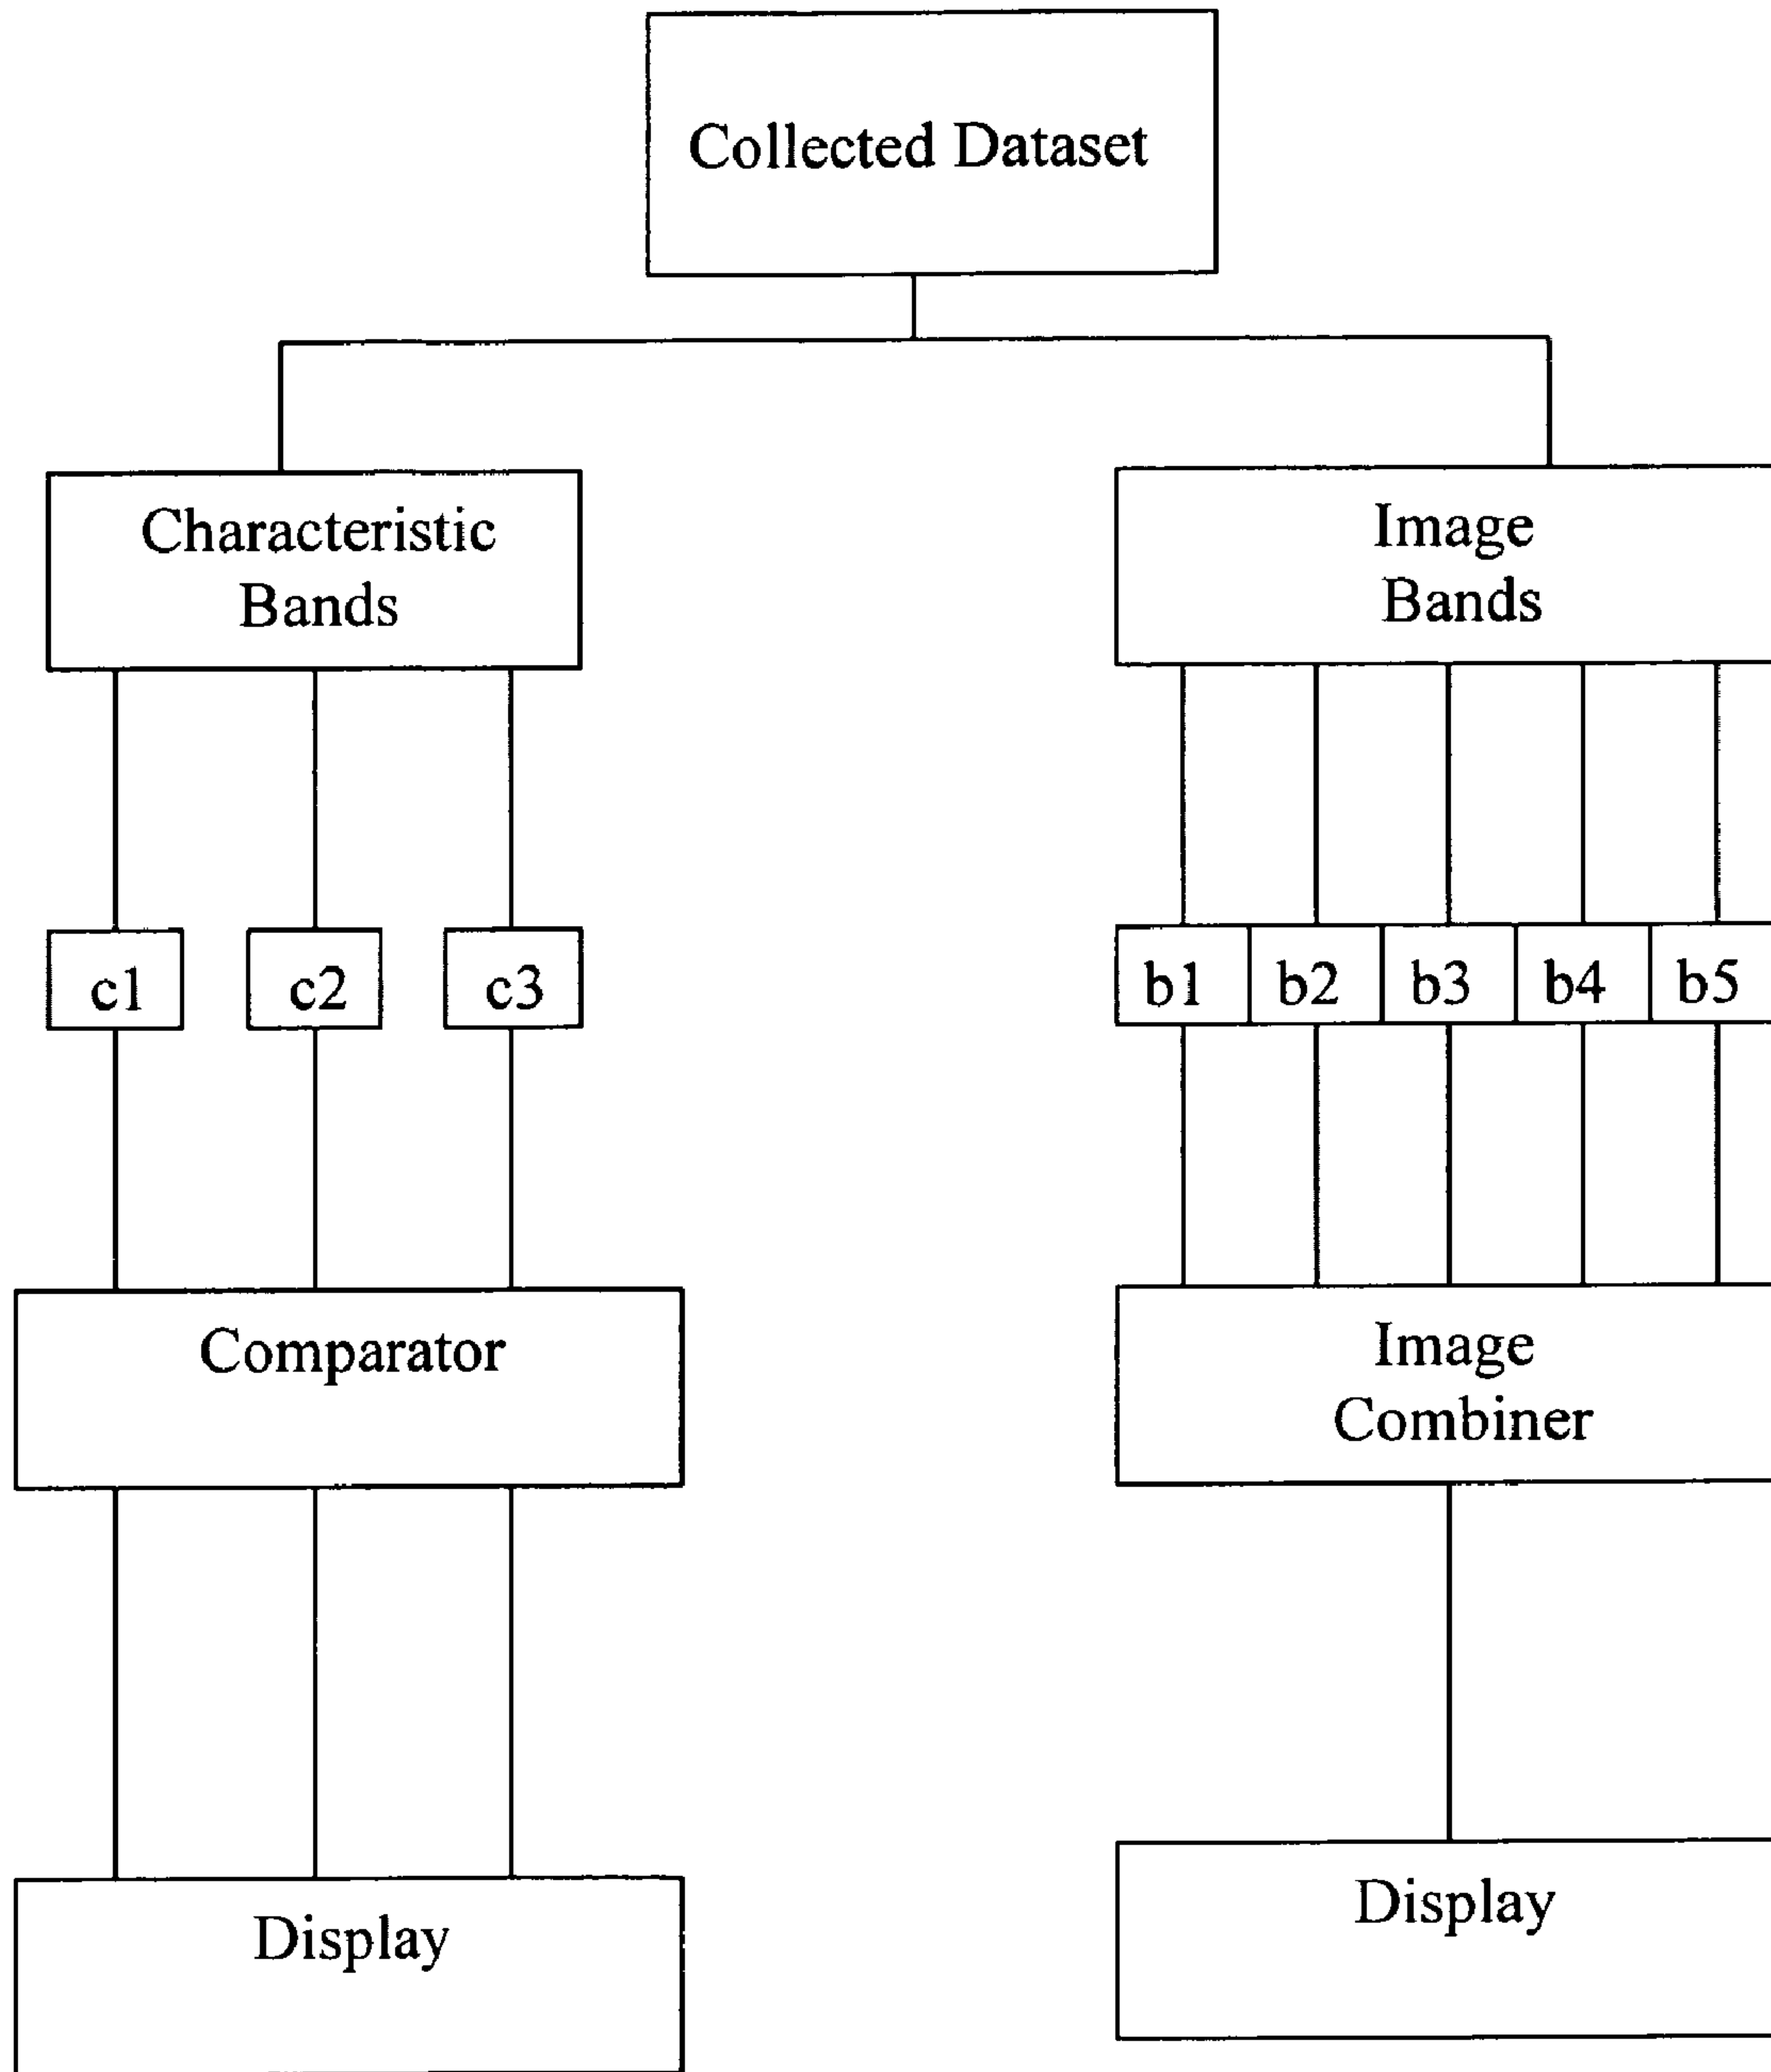 Collected Dataset
Characteristic
Bands
Image
Bands
c1
c2
c3
b1
b2
b3
b4
b5
Comparator
Image
Combiner
Display
Display